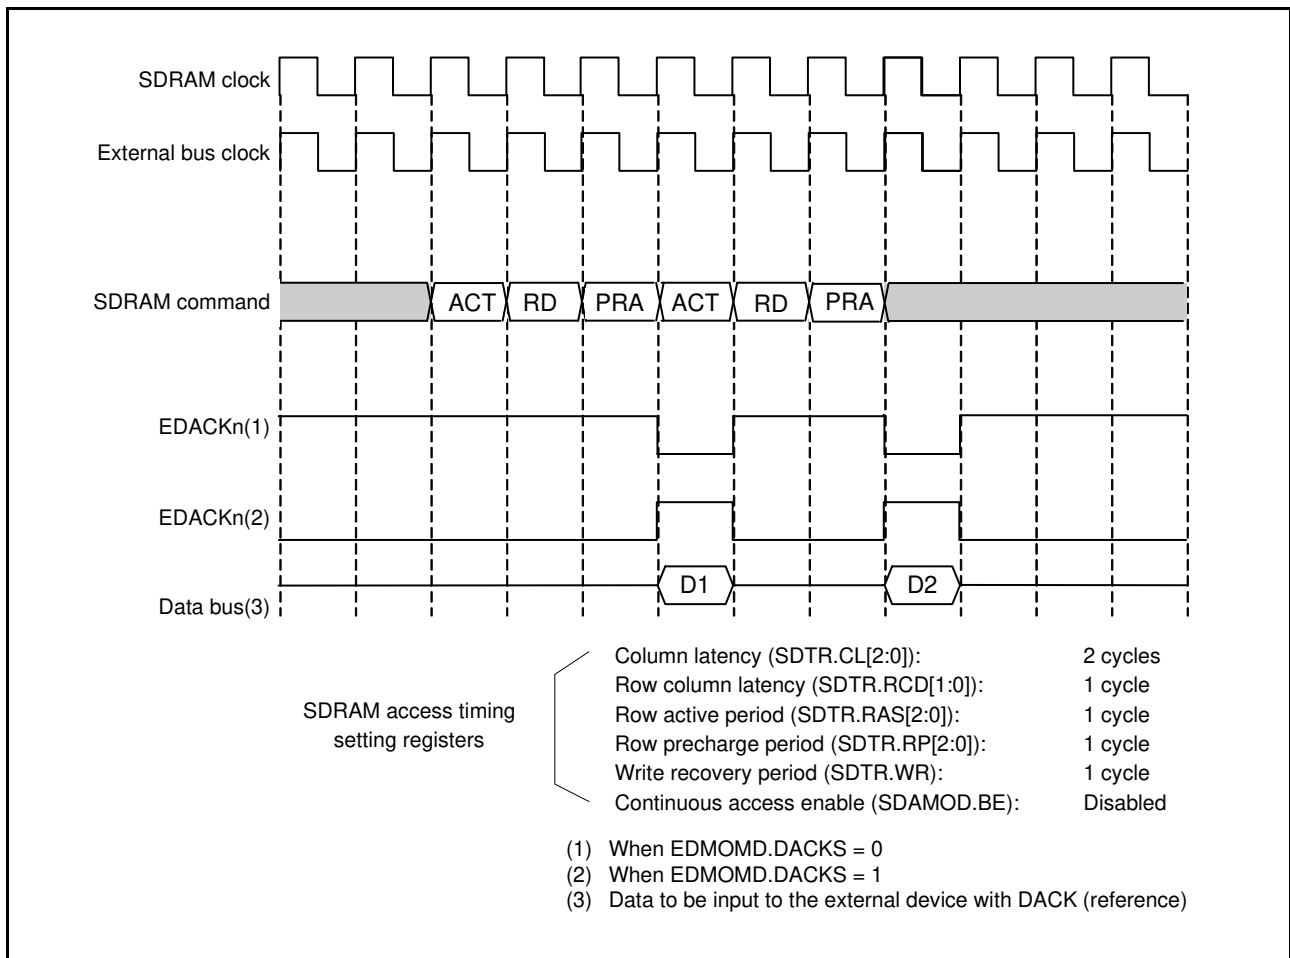 SDRAM clock
External bus clock
SDRAM command ACT RD PRA ACT RD PRA
EDACKn(1)
EDACKn(2)
Data bus(3) D1 D2
SDRAM access timing
setting registers
Column latency (SDTR.CL[2:0]): 2 cycles
Row column latency (SDTR.RCD[1:0]): 1 cycle
Row active period (SDTR.RAS[2:0]): 1 cycle
Row precharge period (SDTR.RP[2:0]): 1 cycle
Write recovery period (SDTR.WR): 1 cycle
Continuous access enable (SDAMOD.BE): Disabled
(1) When EDMOMD.DACKS = 0
(2) When EDMOMD.DACKS = 1
(3) Data to be input to the external device with DACK (reference)